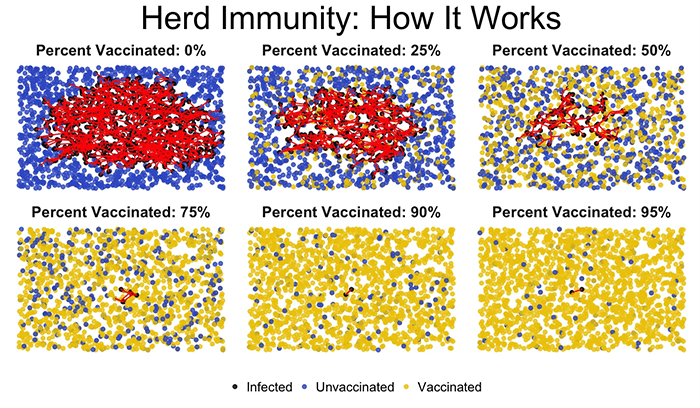 Herd Immunity: How It Works
Percent Vaccinated: 0%
Percent Vaccinated: 25%
Percent Vaccinated: 50%
Percent Vaccinated: 75%
Percent Vaccinated: 90%
Percent Vaccinated: 95%
Infected Unvaccinated Vaccinated